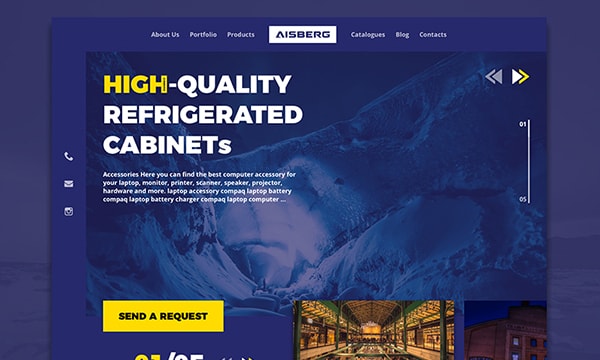 About Us Portfolio Products AISBERG Catalogues Blog Contacts
HIGH-QUALITY
REFRIGERATED
CABINETs
01
05
Accessories Here you can find the best computer accessory for
your laptop, monitor, printer, scanner, speaker, projector,
hardware and more. laptop accessory compaq laptop battery
compaq laptop battery charger compaq laptop computer ...
SEND A REQUEST
01/05